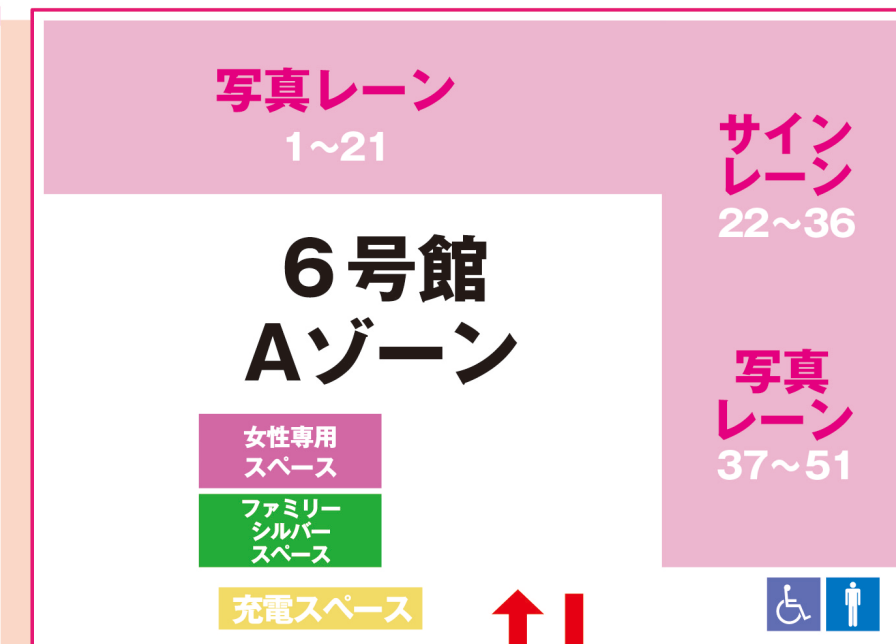 写真レーン
1〜21
サイン
レーン
22〜36
6号館
Aゾーン
写真
レーン
37〜51
女性専用
スペース
ファミリー
シルバー
スペース
充電スペース